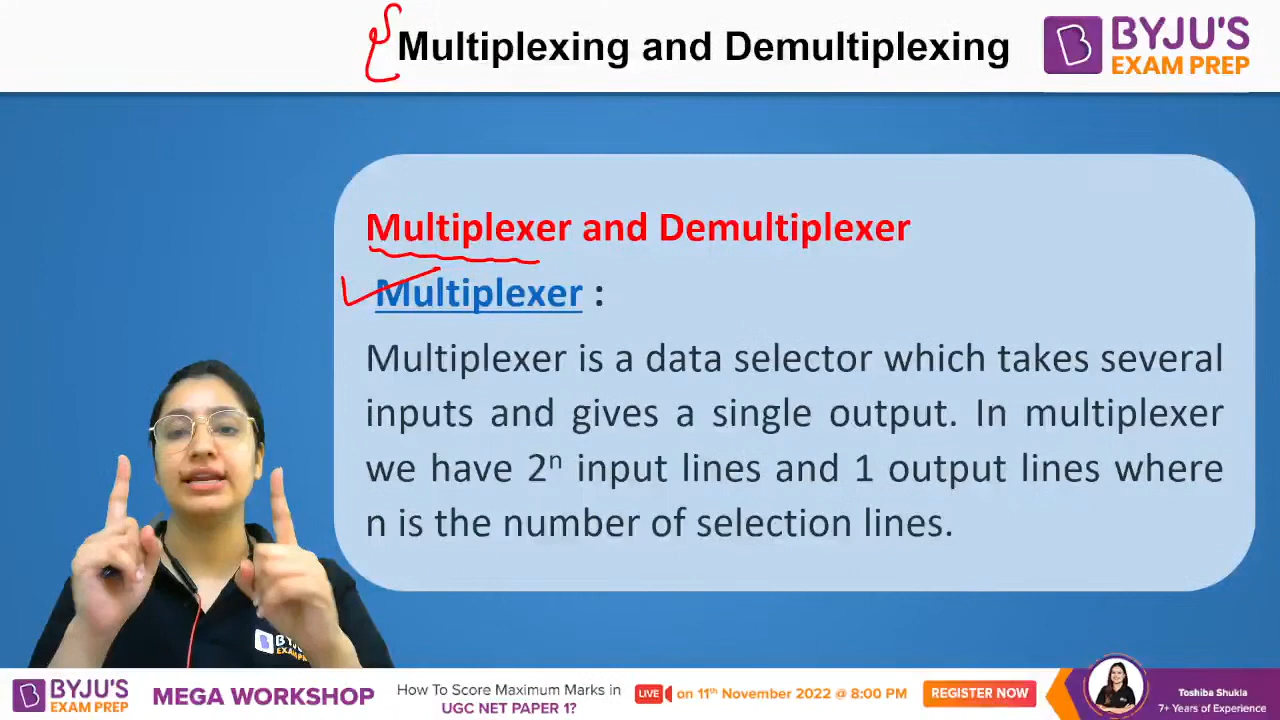 Multiplexing and Demultiplexing
BYJU'S
EXAM PREP
Multiplexer and Demultiplexer
Multiplexer :
Multiplexer is a data selector which takes several
inputs and gives a single output. In multiplexer
we have 2ⁿ input lines and 1 output lines where
n is the number of selection lines.
BYJU'S
EXAM PREP
MEGA WORKSHOP
How To Score Maximum Marks in
UGC NET PAPER 1?
LIVE
on 11th November 2022 @ 8:00 PM
REGISTER NOW
Toshiba Shukla
7+ Years of Experience